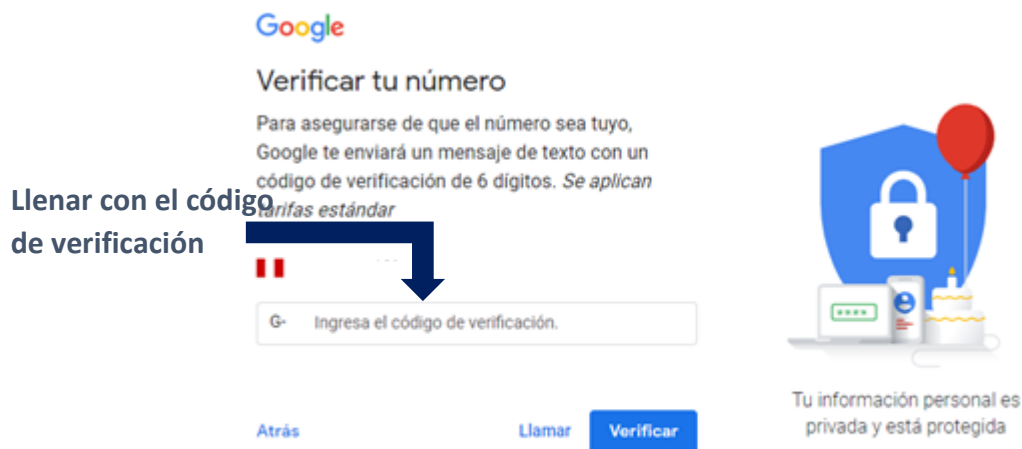 Google
Verificar tu número
Para asegurarse de que el número sea tuyo,
Google te enviará un mensaje de texto con un
código de verificación de 6 dígitos. Se aplican
tarifas estándar
Llenar con el código
de verificación
G- Ingresa el código de verificación.
Atrás Llamar Verificar
Tu información personal es
privada y está protegida